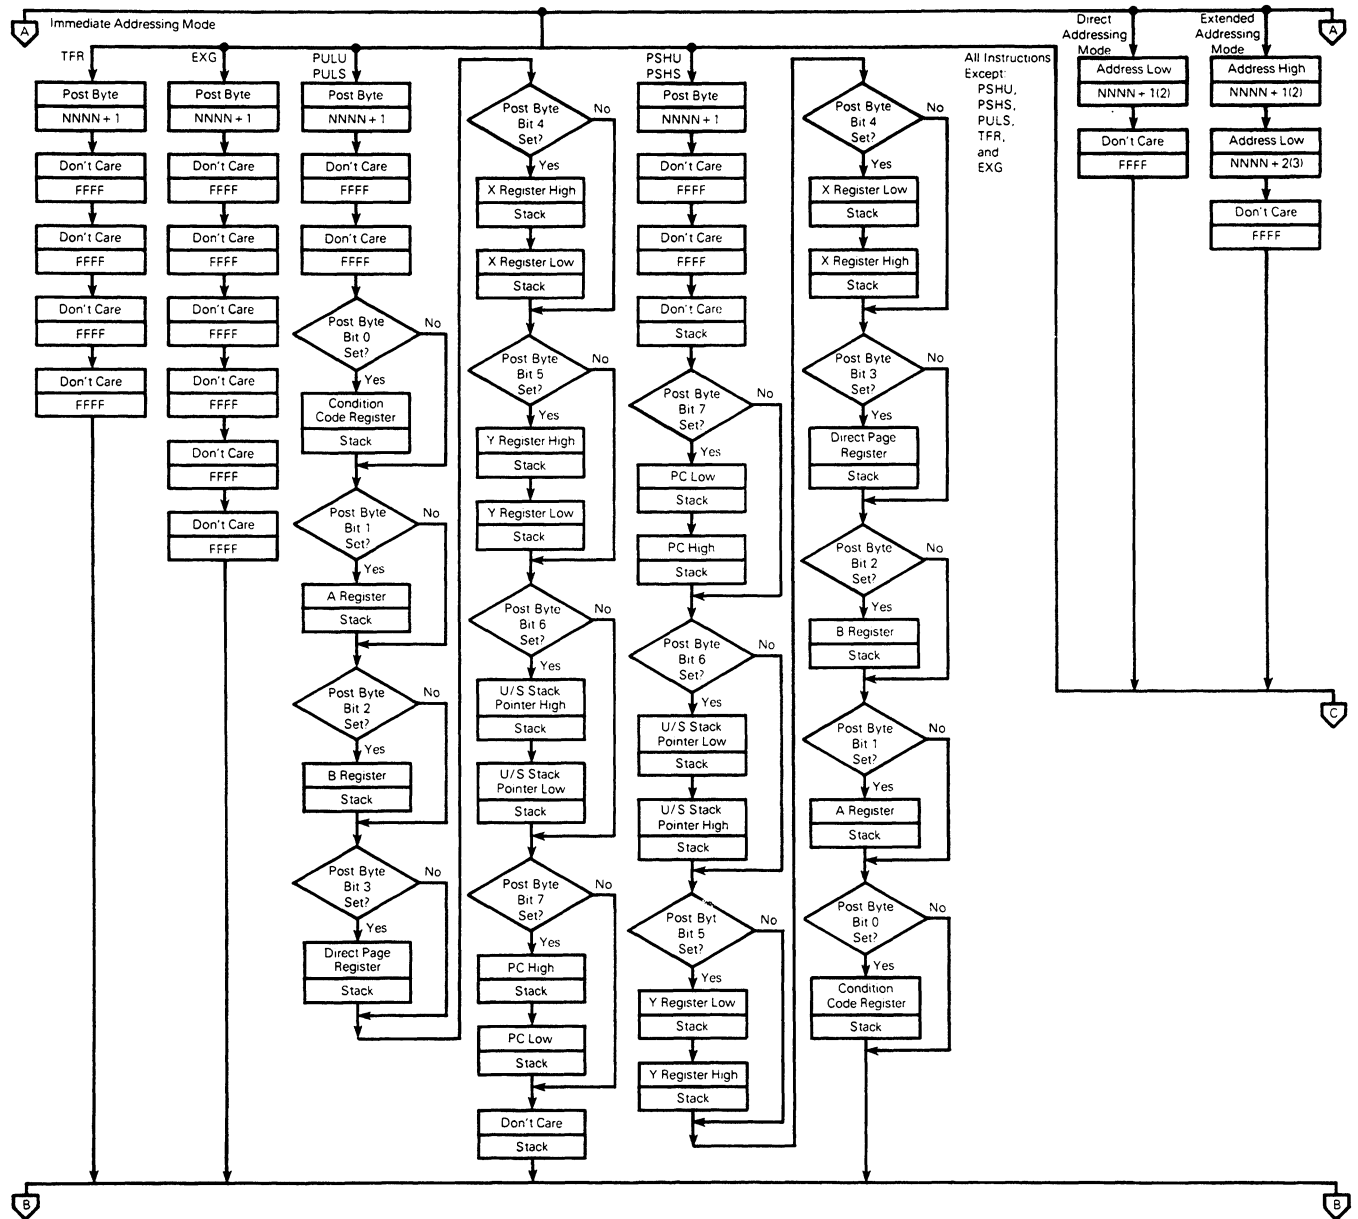 A
Immediate Addressing Mode
Direct
Addressing
Mode
Extended
Addressing
Mode
A
TFR
Post Byte
NNNN + 1
Don't Care
FFFF
Don't Care
FFFF
Don't Care
FFFF
Don't Care
FFFF
EXG
Post Byte
NNNN + 1
Don't Care
FFFF
Don't Care
FFFF
Don't Care
FFFF
Don't Care
FFFF
Don't Care
FFFF
Don't Care
FFFF
PULU
PULS
Post Byte
NNNN + 1
Don't Care
FFFF
Don't Care
FFFF
Post Byte
Bit 0
Set?
No
Yes
Condition
Code Register
Stack
Post Byte
Bit 1
Set?
No
Yes
A Register
Stack
Post Byte
Bit 2
Set?
No
Yes
B Register
Stack
Post Byte
Bit 3
Set?
No
Yes
Direct Page
Register
Stack
Post Byte
Bit 4
Set?
No
Yes
X Register High
Stack
X Register Low
Stack
Post Byte
Bit 5
Set?
No
Yes
Y Register High
Stack
Y Register Low
Stack
Post Byte
Bit 6
Set?
No
Yes
U/S Stack
Pointer High
Stack
U/S Stack
Pointer Low
Stack
Post Byte
Bit 7
Set?
No
Yes
PC High
Stack
PC Low
Stack
Don't Care
Stack
PSHU
PSHS
Post Byte
NNNN + 1
Don't Care
FFFF
Don't Care
FFFF
Don't Care
Stack
Post Byte
Bit 7
Set?
No
Yes
PC Low
Stack
PC High
Stack
Post Byte
Bit 6
Set?
No
Yes
U/S Stack
Pointer Low
Stack
U/S Stack
Pointer High
Stack
Post Byt
Bit 5
Set?
No
Yes
Y Register Low
Stack
Y Register High
Stack
Post Byte
Bit 4
Set?
No
Yes
X Register Low
Stack
X Register High
Stack
Post Byte
Bit 3
Set?
No
Yes
Direct Page
Register
Stack
Post Byte
Bit 2
Set?
No
Yes
B Register
Stack
Post Byte
Bit 1
Set?
No
Yes
A Register
Stack
Post Byte
Bit 0
Set?
No
Yes
Condition
Code Register
Stack
All Instructions
Except:
PSHU,
PSHS,
PULS,
TFR,
and
EXG
Address Low
NNNN + 1(2)
Don't Care
FFFF
Address High
NNNN + 1(2)
Address Low
NNNN + 2(3)
Don't Care
FFFF
C
B
B